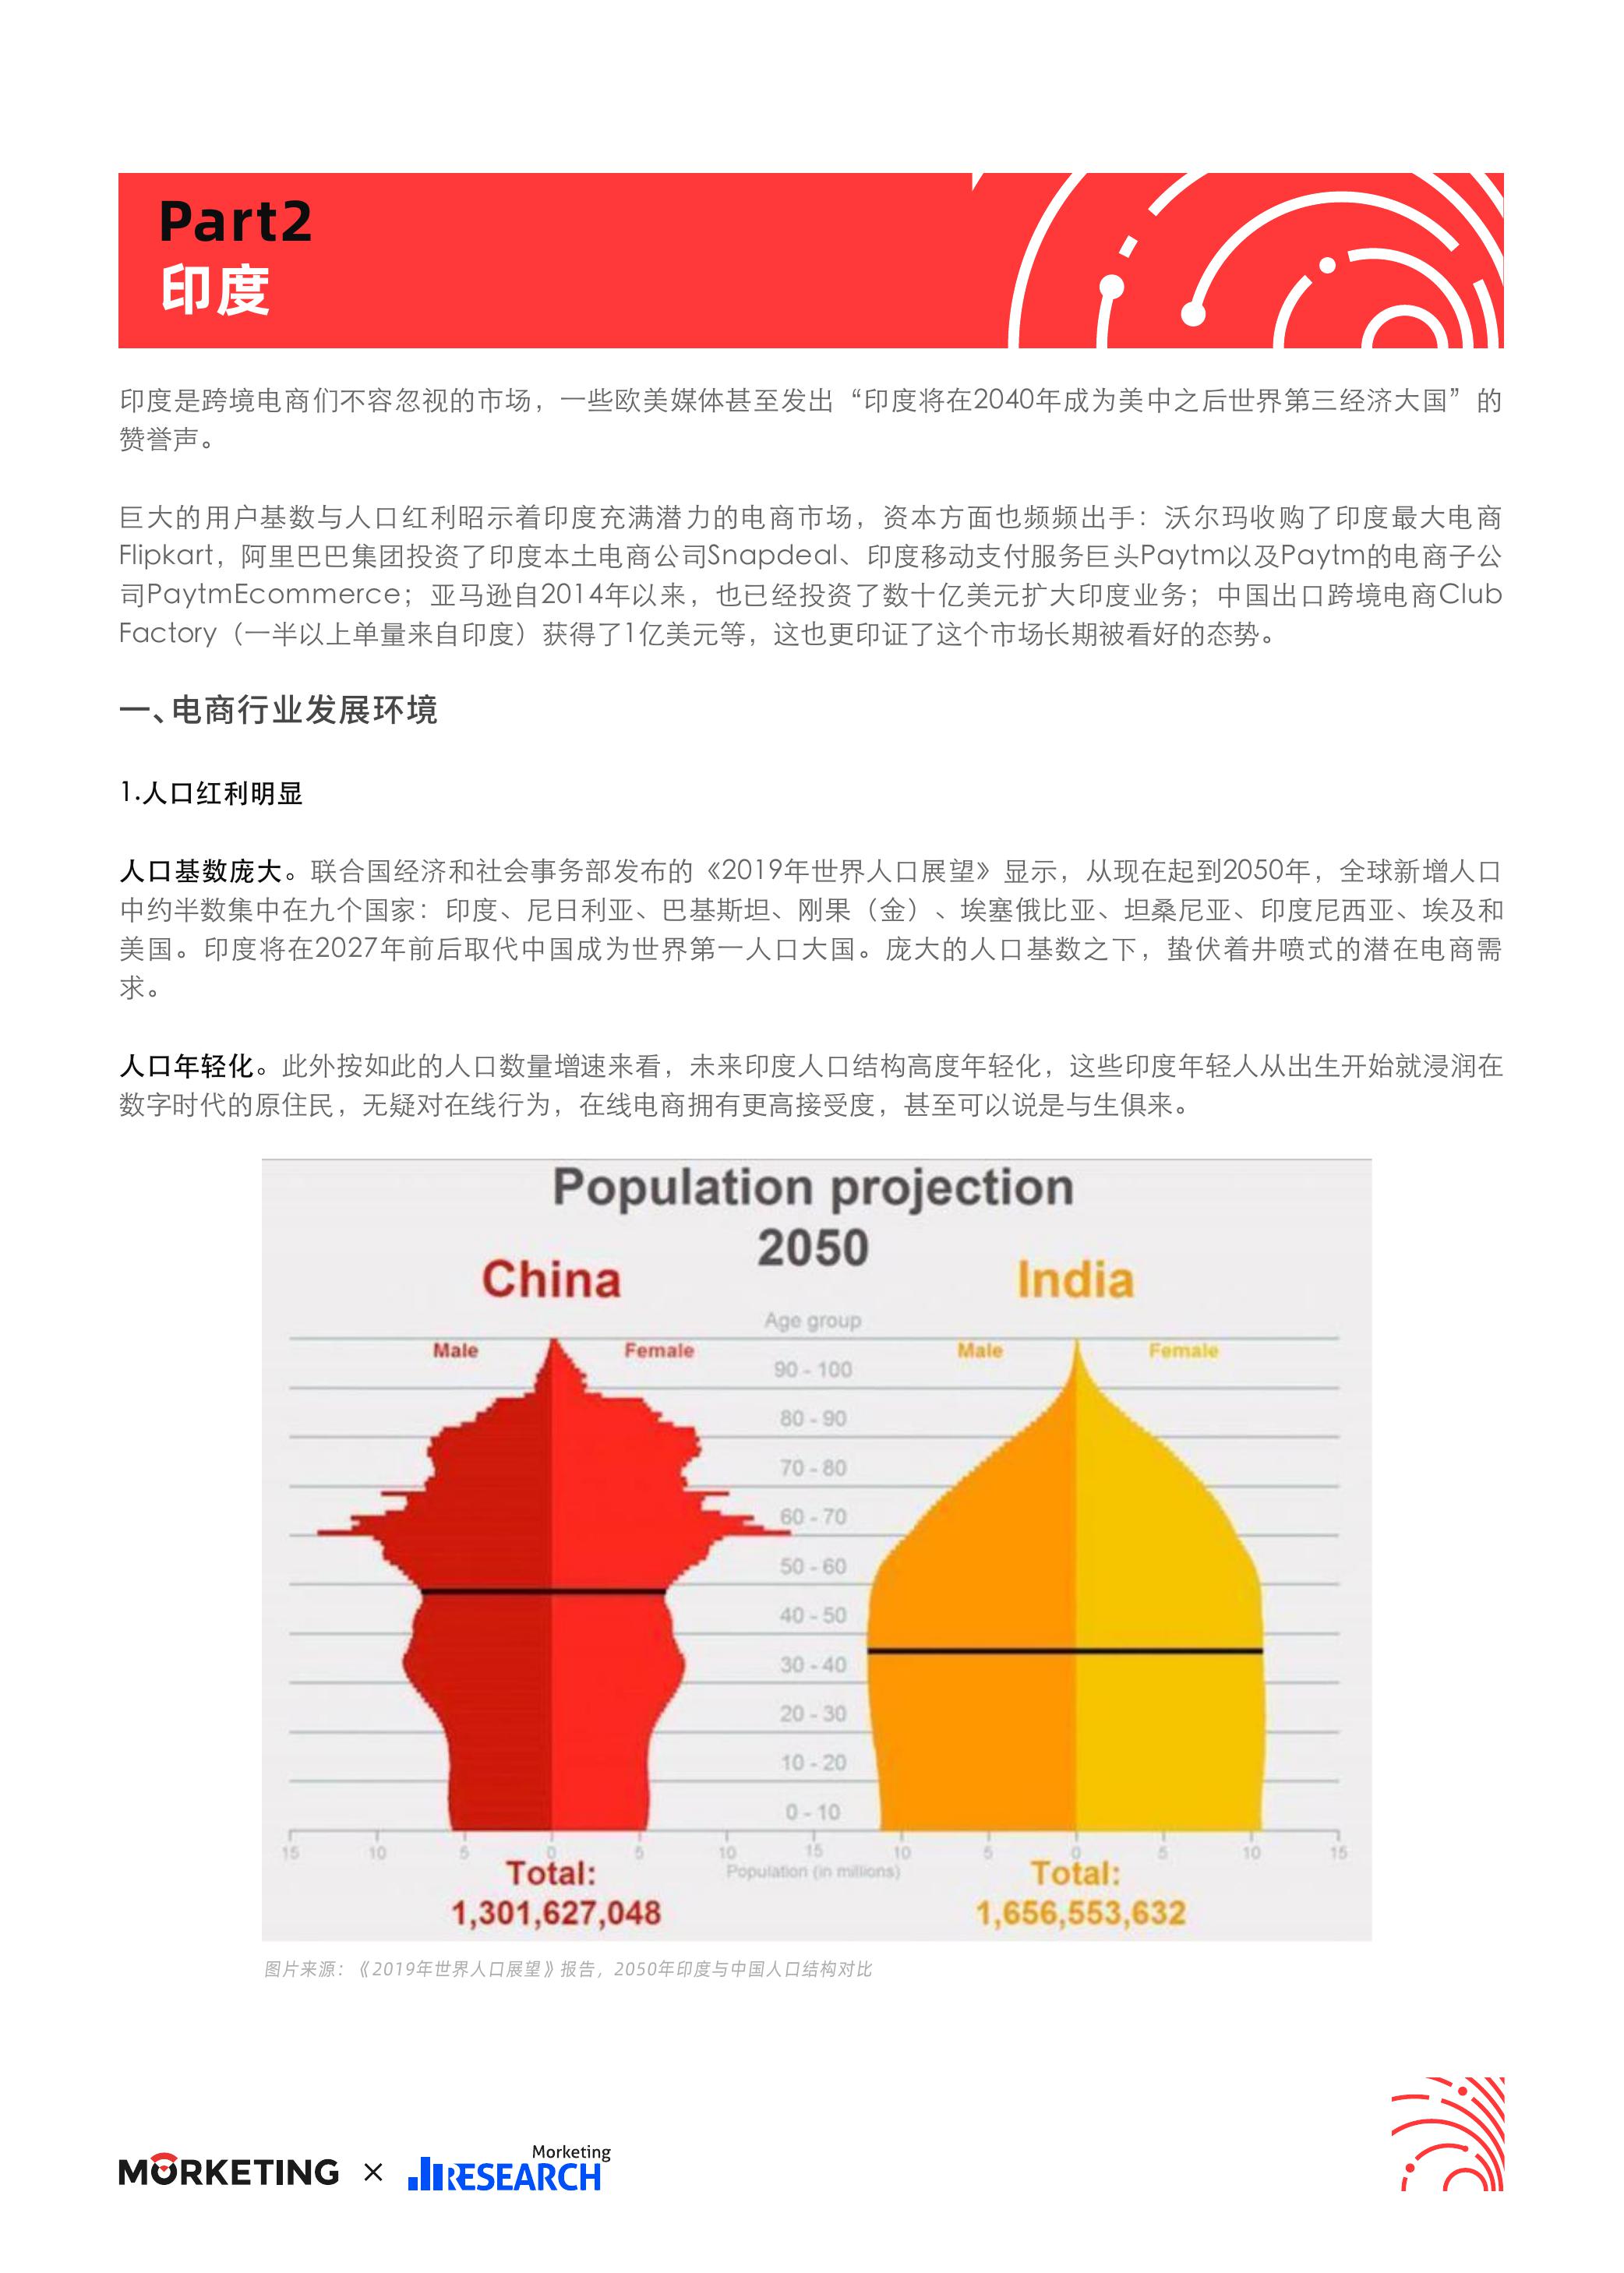 Part2
印度
印度是跨境电商们不容忽视的市场，一些欧美媒体甚至发出“印度将在2040年成为美中之后世界第三经济大国”的
赞誉声。
巨大的用户基数与人口红利昭示着印度充满潜力的电商市场，资本方面也频频出手：沃尔玛收购了印度最大电商
Flipkart，阿里巴巴集团投资了印度本土电商公司Snapdeal、印度移动支付服务巨头Paytm以及Paytm的电商子公
司PaytmEcommerce；亚马逊自2014年以来，也已经投资了数十亿美元扩大印度业务；中国出口跨境电商Club
Factory（一半以上单量来自印度）获得了1亿美元等，这也更印证了这个市场长期被看好的态势。
一、电商行业发展环境
1.人口红利明显
人口基数庞大。联合国经济和社会事务部发布的《2019年世界人口展望》显示，从现在起到2050年，全球新增人口
中约半数集中在九个国家：印度、尼日利亚、巴基斯坦、刚果（金）、埃塞俄比亚、坦桑尼亚、印度尼西亚、埃及和
美国。印度将在2027年前后取代中国成为世界第一人口大国。庞大的人口基数之下，蛰伏着井喷式的潜在电商需
求。
人口年轻化。此外按如此的人口数量增速来看，未来印度人口结构高度年轻化，这些印度年轻人从出生开始就浸润在
数字时代的原住民，无疑对在线行为，在线电商拥有更高接受度，甚至可以说是与生俱来。
Population projection
2050
China India
Age group
Male Female Male Female
90 - 100
80 - 90
70 - 80
60 - 70
50 - 60
40 - 50
30 - 40
20 - 30
10 - 20
0 - 10
15 10 5 0 5 10 15 10 5 0 5 10 15
Population (in millions)
Total: Total:
1,301,627,048 1,656,553,632
图片来源：《2019年世界人口展望》报告，2050年印度与中国人口结构对比
MORKETING × Morketing
RESEARCH